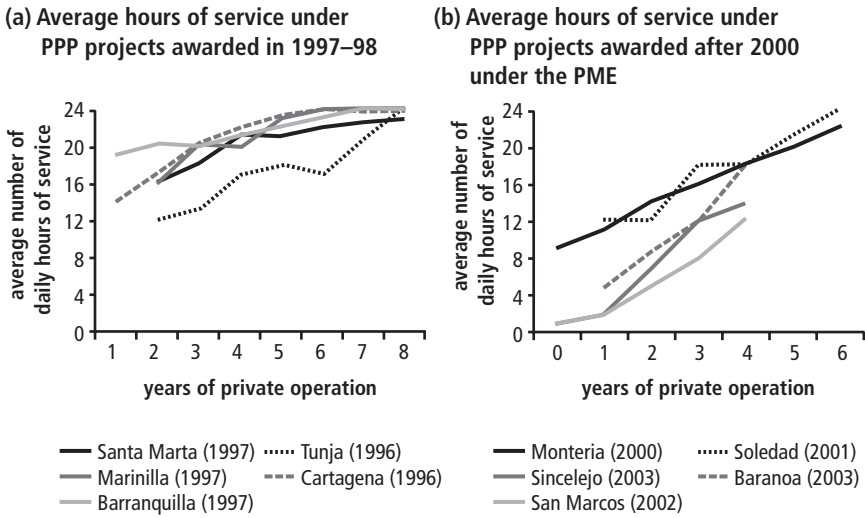 (a) Average hours of service under
PPP projects awarded in 1997–98
average number of
daily hours of service
24
20
16
12
8
4
0
1 2 3 4 5 6 7 8
years of private operation
Santa Marta (1997) Tunja (1996)
Marinilla (1997) Cartagena (1996)
Barranquilla (1997)
(b) Average hours of service under
PPP projects awarded after 2000
under the PME
average number of
daily hours of service
24
20
16
12
8
4
0
0 1 2 3 4 5 6
years of private operation
Monteria (2000) Soledad (2001)
Sincelejo (2003) Baranoa (2003)
San Marcos (2002)